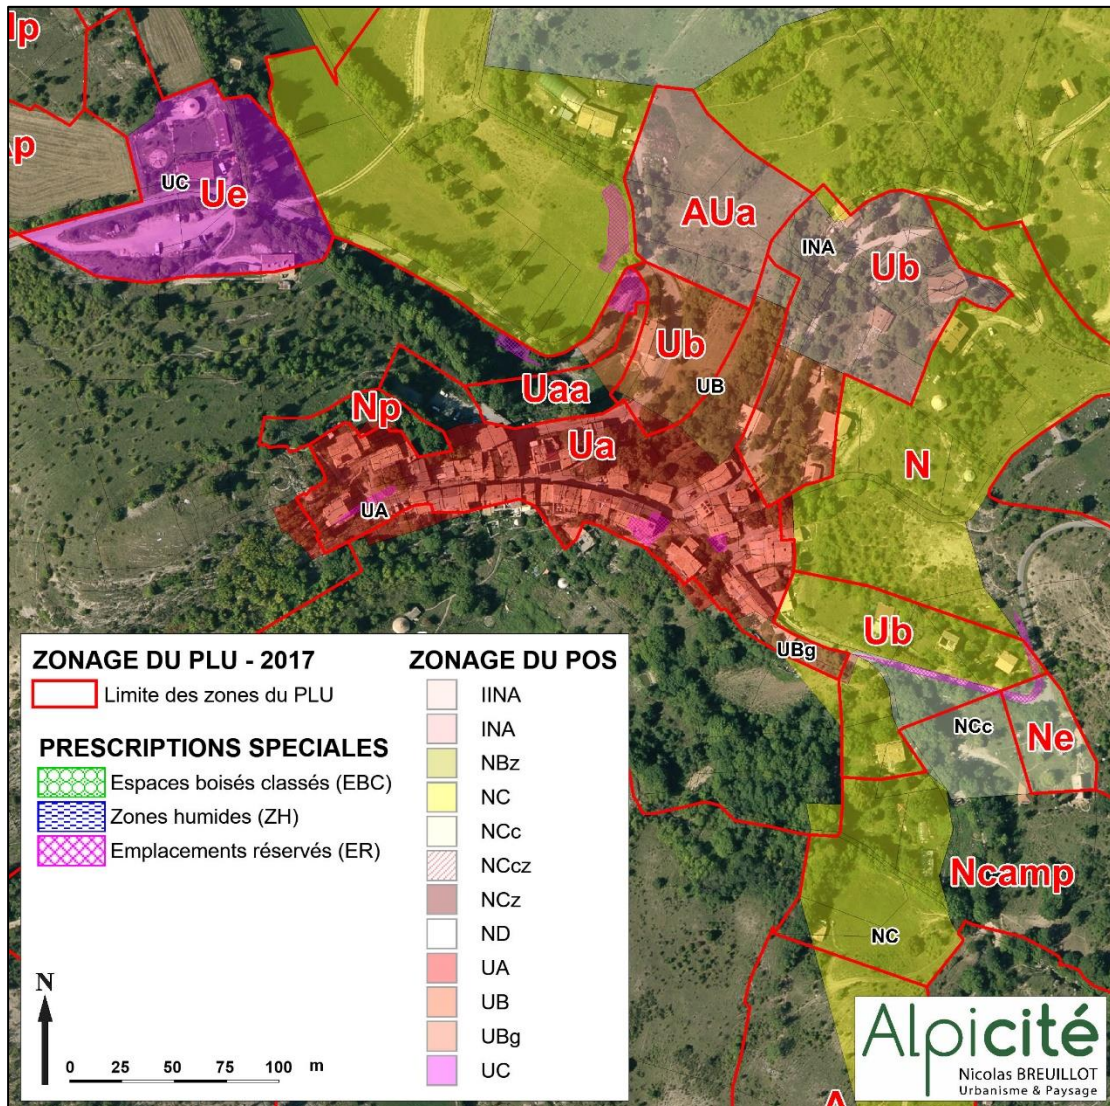 Ip
p
UC
Ue
AUa
INA
Ub
Ub
UB
Uaa
Np
Ua
N
UA
Ub
UBg
NCc
Ne
Ncamp
NC
A
ZONAGE DU PLU - 2017
Limite des zones du PLU
PRESCRIPTIONS SPECIALES
Espaces boisés classés (EBC)
Zones humides (ZH)
Emplacements réservés (ER)
N
0 25 50 75 100 m
ZONAGE DU POS
IINA
INA
NBz
NC
NCc
NCcz
NCz
ND
UA
UB
UBg
UC
Alpicité
Nicolas BREUILLOT
Urbanisme & Paysage